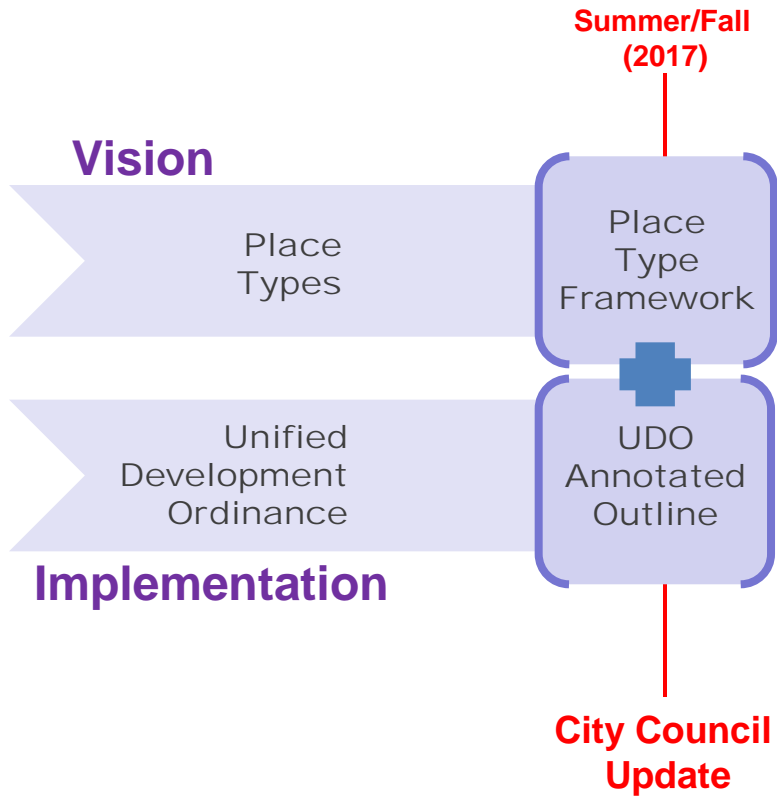 Summer/Fall
(2017)
Vision
Place
Types
Place
Type
Framework
Unified
Development
Ordinance
UDO
Annotated
Outline
Implementation
City Council
Update